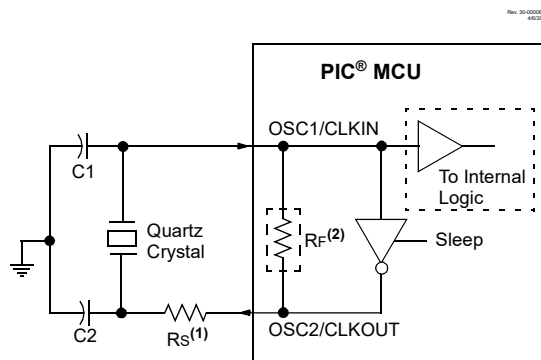 PIC® MCU
OSC1/CLKIN
C1
To Internal
Logic
Quartz
Crystal
RF(2)
Sleep
C2
RS(1)
OSC2/CLKOUT